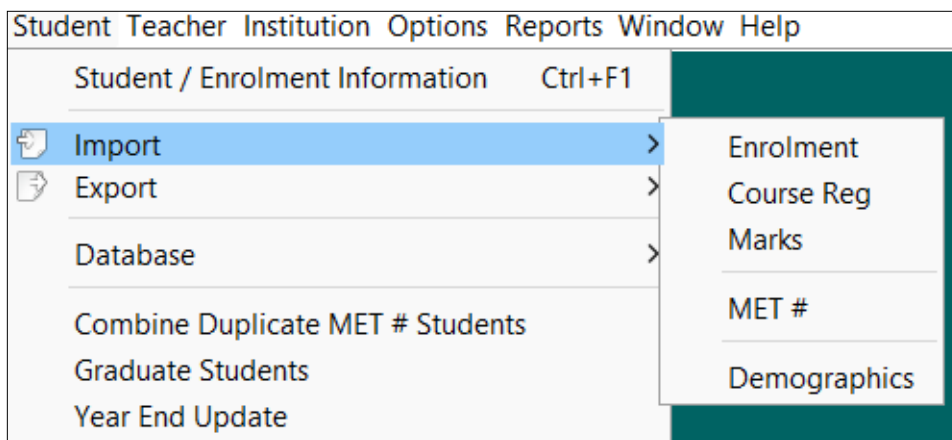 Student Teacher Institution Options Reports Window Help
Student / Enrolment Information Ctrl+F1
Import
Export
Database
Combine Duplicate MET # Students
Graduate Students
Year End Update
Enrolment
Course Reg
Marks
MET #
Demographics